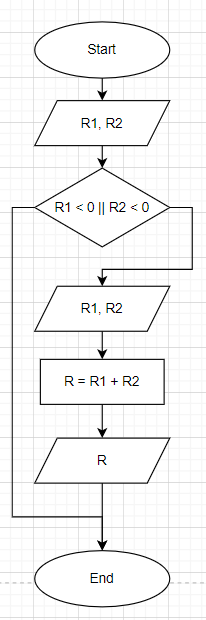 Start
R1, R2
R1 < 0 || R2 < 0
R1, R2
R = R1 + R2
R
End